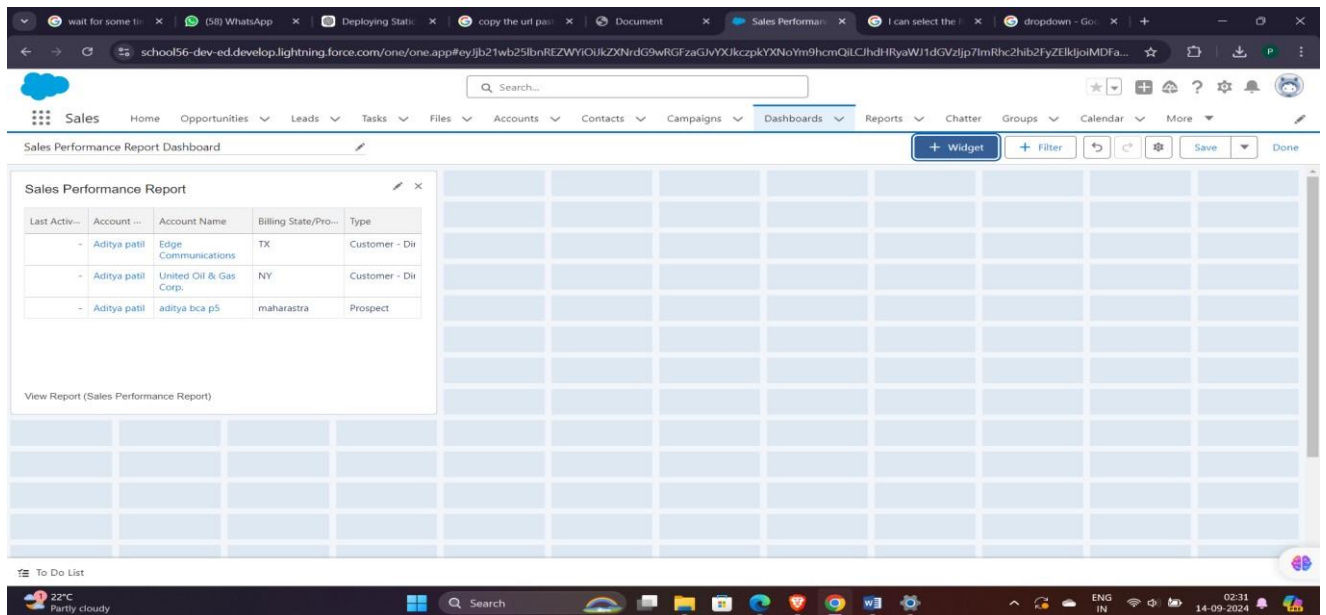 wait for some tir
(58) WhatsApp
Deploying Static
copy the url pas
Document
Sales Performan
I can select the
dropdown - Goo
school56-dev-ed.develop.lightning.force.com/one/one.app#
Search...
Sales Home Opportunities Leads Tasks Files Accounts Contacts Campaigns Dashboards Reports Chatter Groups Calendar More
Sales Performance Report Dashboard + Widget + Filter Save Done
Sales Performance Report
Last Activ... Account ... Account Name Billing State/Pro... Type
- Aditya patil Edge Communications TX Customer - Dir
- Aditya patil United Oil & Gas Corp. NY Customer - Dir
- Aditya patil aditya bca p5 maharastra Prospect
View Report (Sales Performance Report)
To Do List
22°C
Partly cloudy
Search
ENG
IN
02:31
14-09-2024